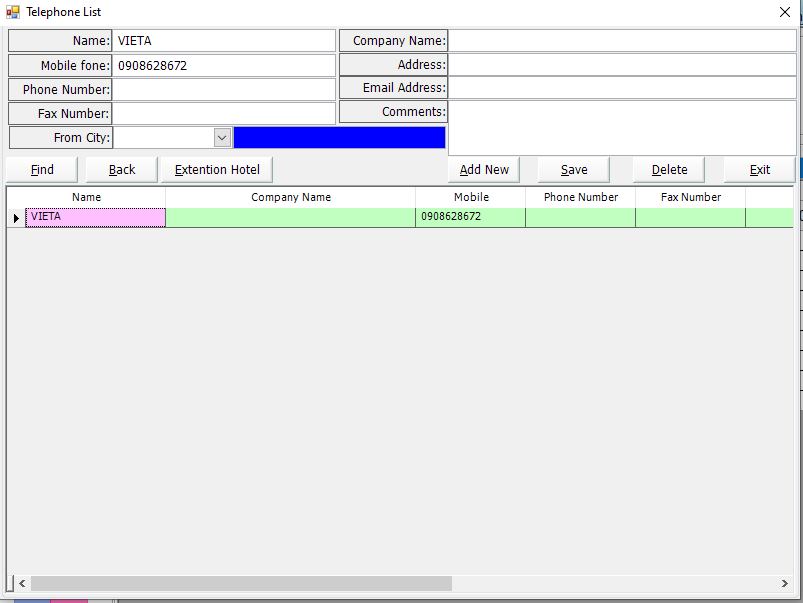 Telephone List
Name: VIETA Company Name:
Mobile fone: 0908628672 Address:
Phone Number: Email Address:
Fax Number: Comments:
From City:
Find Back Extention Hotel Add New Save Delete Exit
Name Company Name Mobile Phone Number Fax Number
VIETA 0908628672